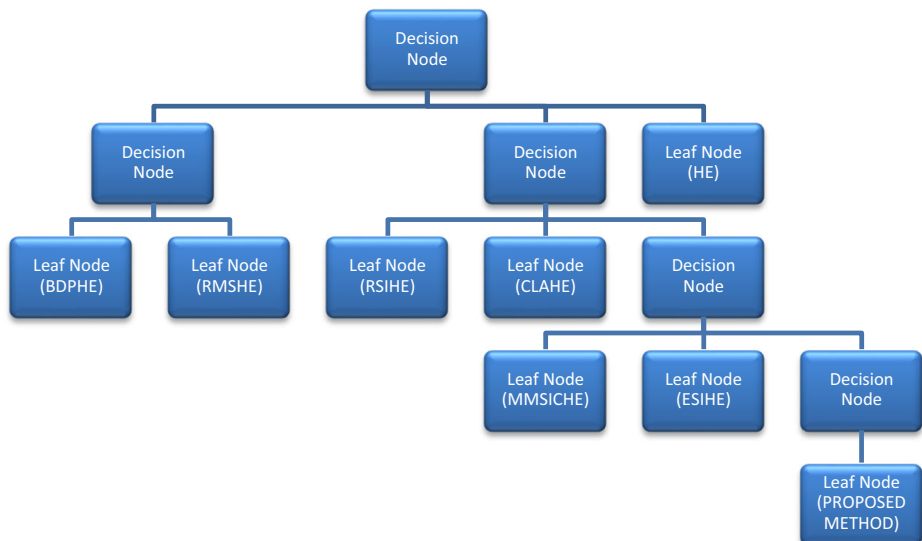 Decision
Node
Decision
Node
Decision
Node
Leaf Node
(HE)
Leaf Node
(BDPHE)
Leaf Node
(RMSHE)
Leaf Node
(RSIHE)
Leaf Node
(CLAHE)
Decision
Node
Leaf Node
(MMSICHE)
Leaf Node
(ESIHE)
Decision
Node
Leaf Node
(PROPOSED
METHOD)